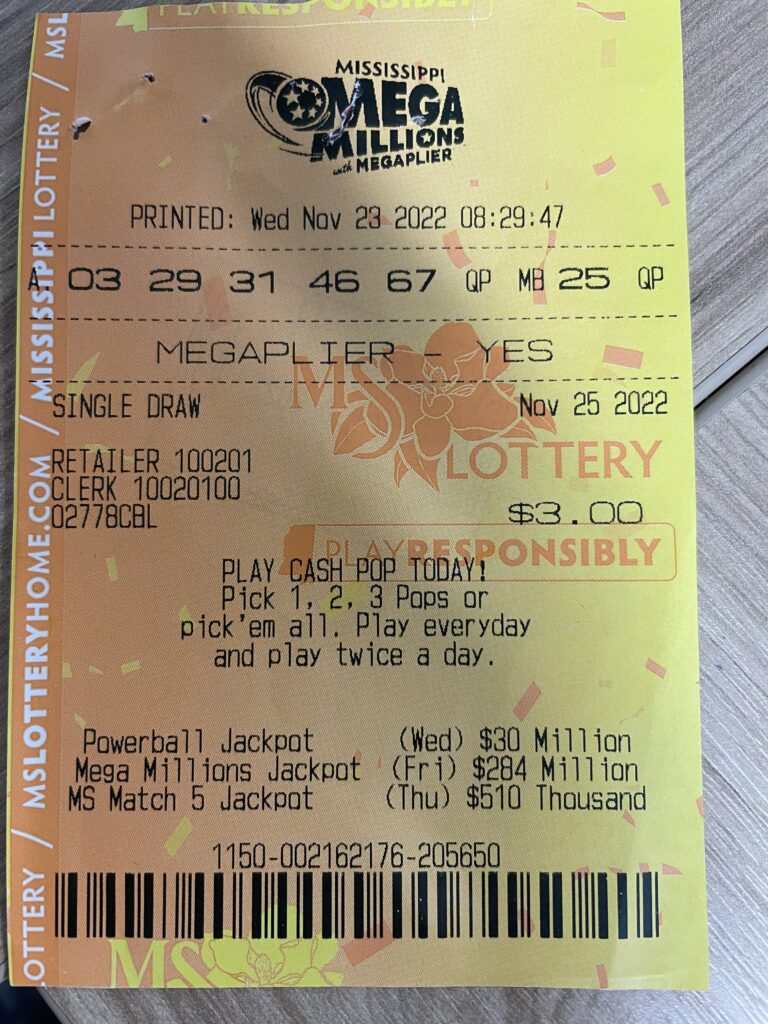 PLAYRESPONSIBLY
MISSISSIPPI
MEGA
MILLIONS
with MEGAPLIER
PRINTED: Wed Nov 23 2022 08:29:47
A. 03 29 31 46 67 QP MB 25 QP
MEGAPLIER - YES
SINGLE DRAW Nov 25 2022
MS LOTTERY
RETAILER 100201
CLERK 10020100
02778CBL $3.00
PLAYRESPONSIBLY
PLAY CASH POP TODAY!
Pick 1, 2, 3 Pops or
pick'em all. Play everyday
and play twice a day.
Powerball Jackpot (Wed) $30 Million
Mega Millions Jackpot (Fri) $284 Million
MS Match 5 Jackpot (Thu) $510 Thousand
1150-002162176-205650
MS
OTTERY / MSLOTTERYHOME.COM / MISSISSIPPI LOTTERY / MSL